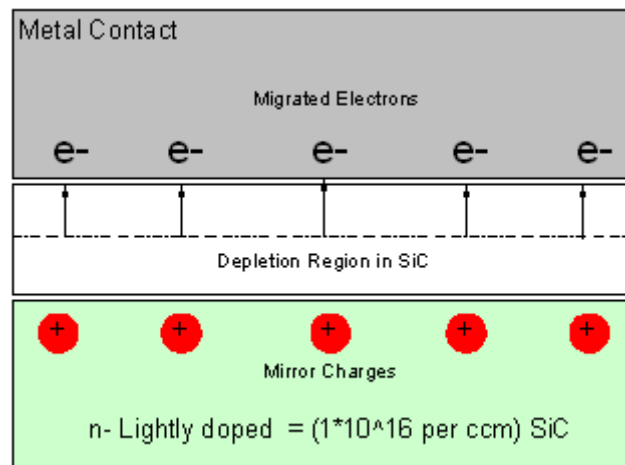 Metal Contact
Migrated Electrons
e- e- e- e- e-
Depletion Region in SiC
+ + + + +
Mirror Charges
n- Lightly doped = (1*10^16 per ccm) SiC